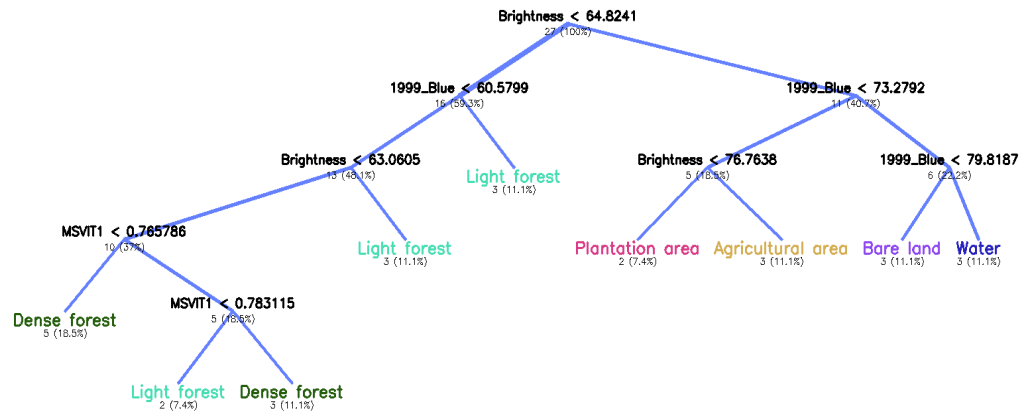 Brightness < 64.8241
27 (100%)
1999_Blue < 60.5799
16 (59.3%)
1999_Blue < 73.2792
11 (40.7%)
Brightness < 63.0605
13 (48.1%)
Light forest
3 (11.1%)
Brightness < 76.7638
5 (18.5%)
1999_Blue < 79.8187
6 (22.2%)
MSVIT1 < 0.765786
10 (37%)
Light forest
3 (11.1%)
Plantation area
2 (7.4%)
Agricultural area
3 (11.1%)
Bare land
3 (11.1%)
Water
3 (11.1%)
Dense forest
5 (18.5%)
MSVIT1 < 0.783115
5 (18.5%)
Light forest
2 (7.4%)
Dense forest
3 (11.1%)